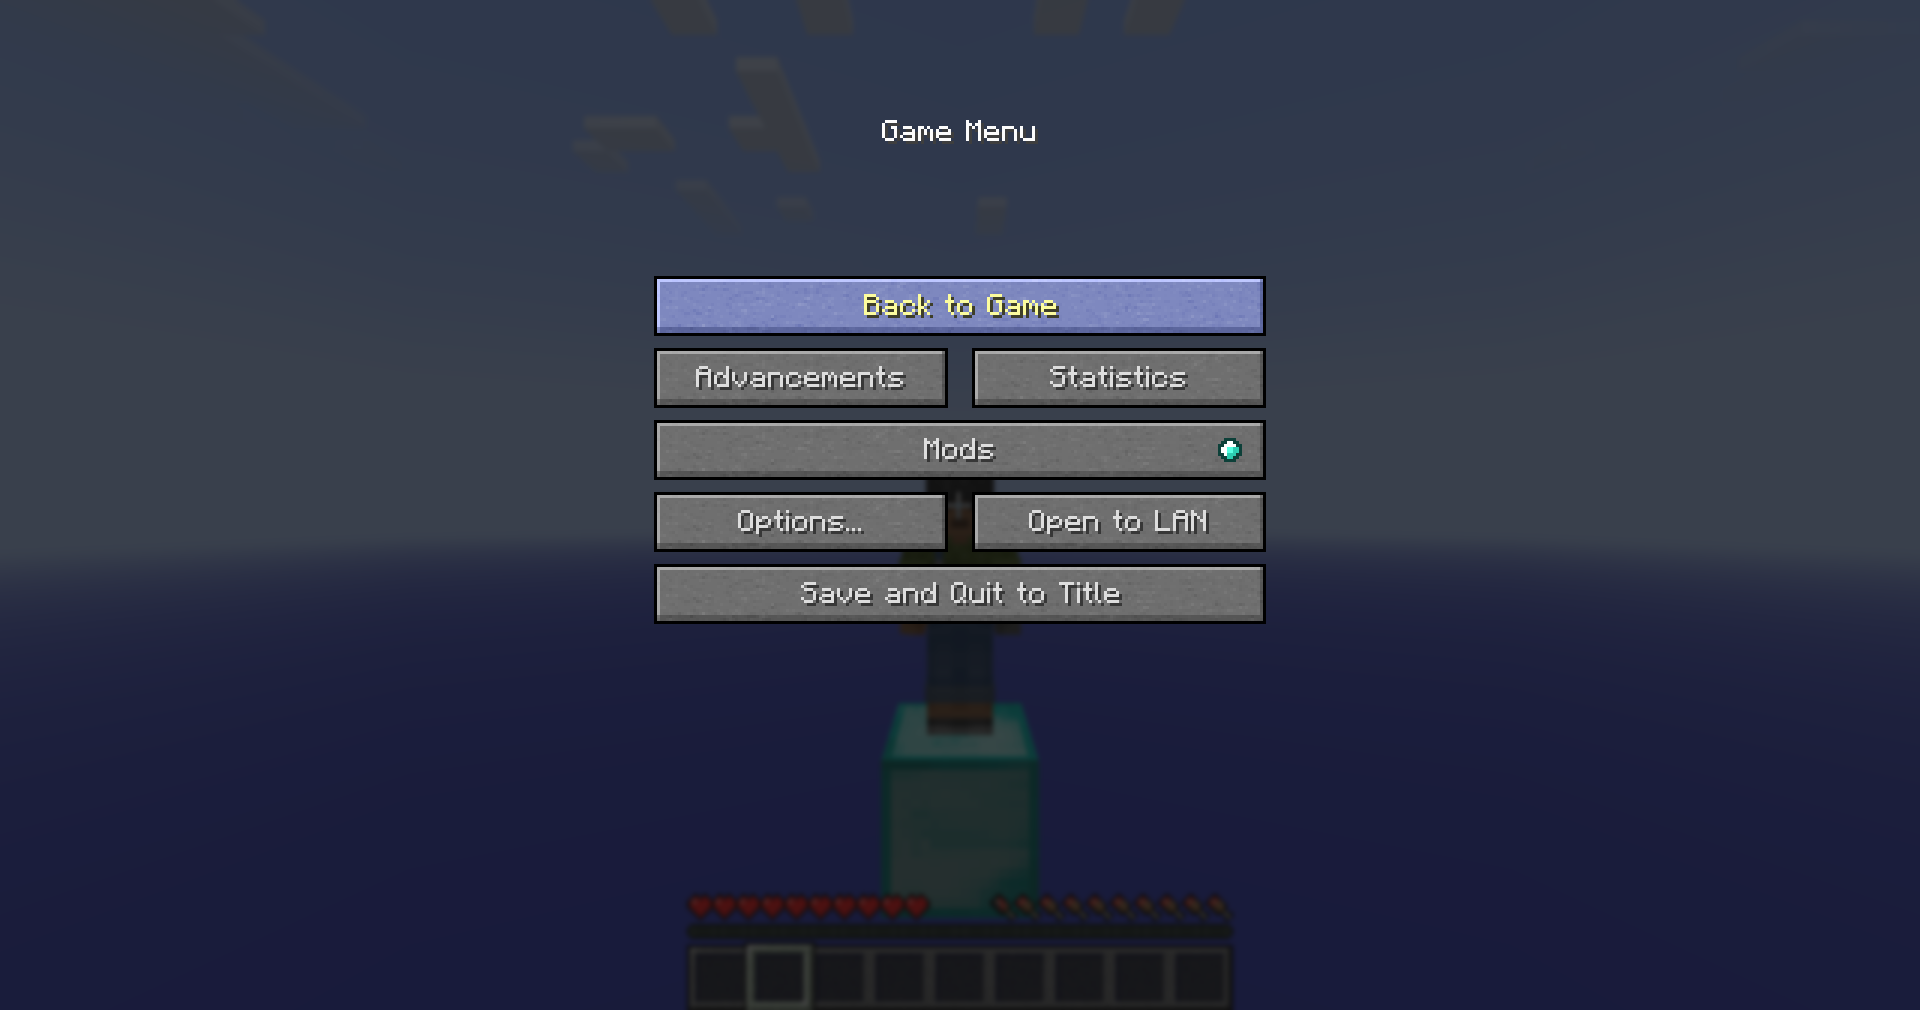 Game Menu
Back to Game
Advancements
Statistics
Mods
Options...
Open to LAN
Save and Quit to Title